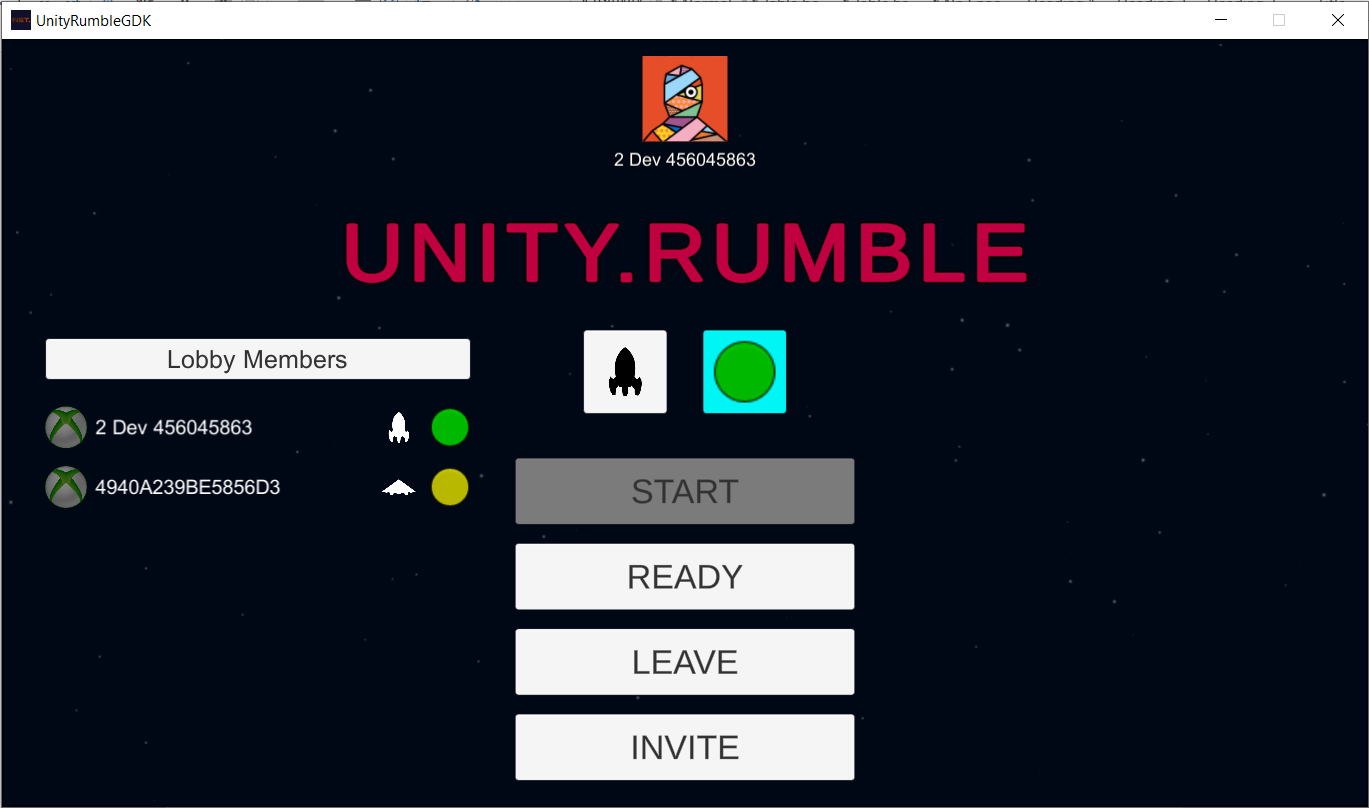 UnityRumbleGDK
2 Dev 456045863
UNITY.RUMBLE
Lobby Members
2 Dev 456045863
4940A239BE5856D3
START
READY
LEAVE
INVITE